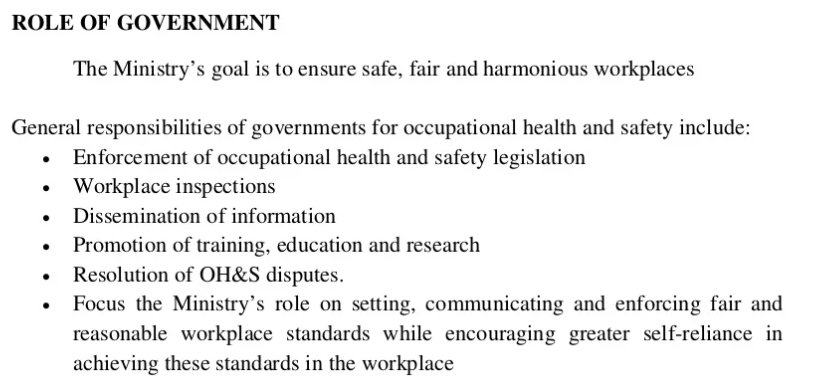 ROLE OF GOVERNMENT
The Ministry's goal is to ensure safe, fair and harmonious workplaces
General responsibilities of governments for occupational health and safety include:
• Enforcement of occupational health and safety legislation
• Workplace inspections
• Dissemination of information
• Promotion of training, education and research
• Resolution of OH&S disputes.
• Focus the Ministry's role on setting, communicating and enforcing fair and
reasonable workplace standards while encouraging greater self-reliance in
achieving these standards in the workplace